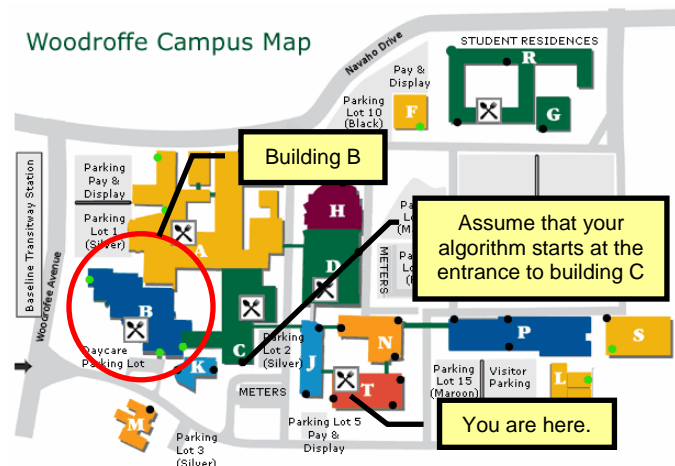 Woodroffe Campus Map
Navaho Drive
STUDENT RESIDENCES
R
Pay &
Display
Parking
Lot 10
(Black)
F
G
Building B
Baseline Transitway Station
Woodroffee Avenue
Parking
Pay &
Display
Parking
Lot 1
(Silver)
A
H
D
METERS
Assume that your
algorithm starts at the
entrance to building C
B
C
K
Daycare
Parking Lot
Parking
Lot 2
(Silver)
METERS
J
N
T
P
S
L
M
Parking
Lot 3
(Silver)
Parking Lot 5
Pay &
Display
Parking
Lot 15
(Maroon)
Visitor
Parking
You are here.